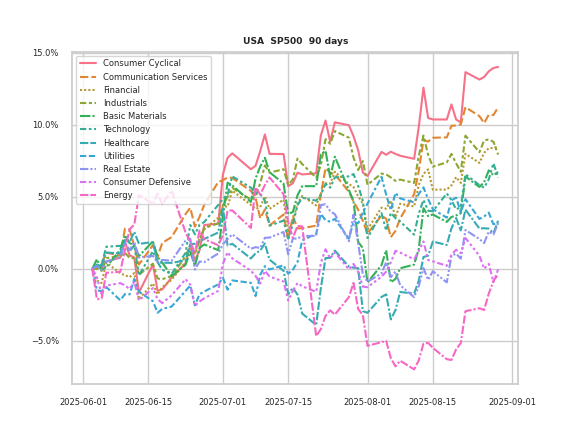 USA SP500 90 days
15.0%
10.0%
5.0%
0.0%
−5.0%
Consumer Cyclical
Communication Services
Financial
Industrials
Basic Materials
Technology
Healthcare
Utilities
Real Estate
Consumer Defensive
Energy
2025-06-01 2025-06-15 2025-07-01 2025-07-15 2025-08-01 2025-08-15 2025-09-01